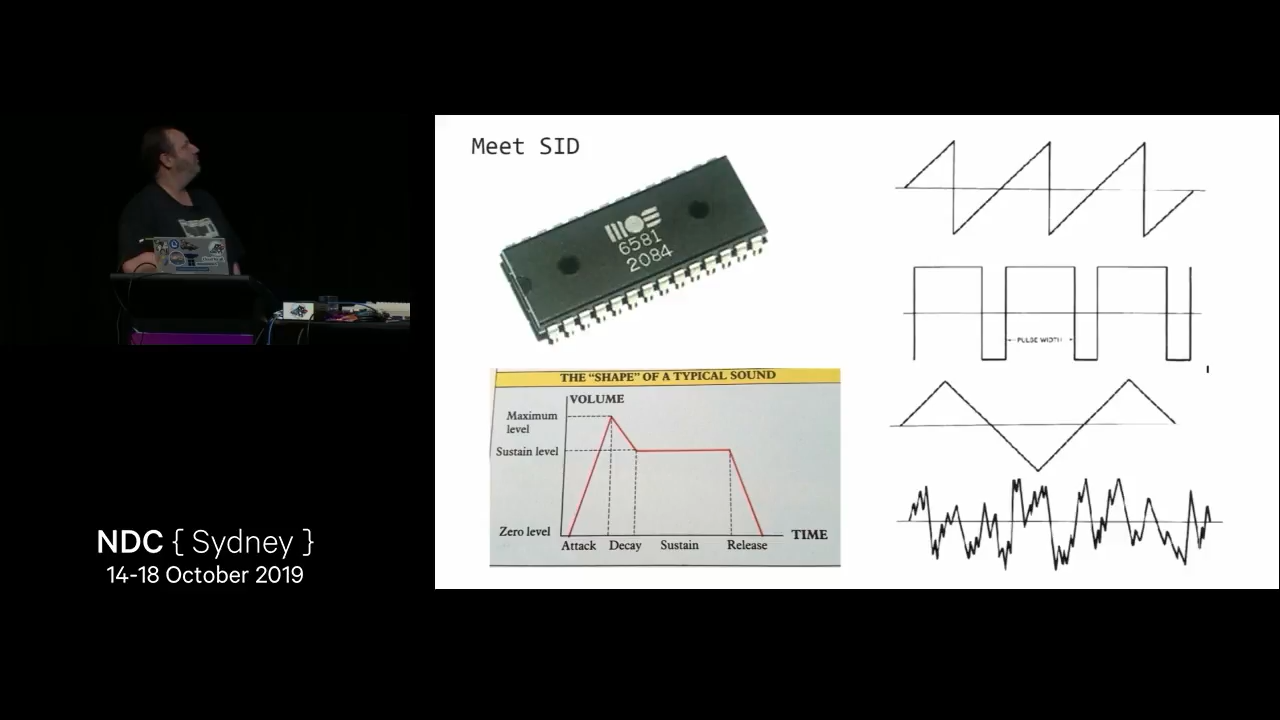 Meet SID
MOS
6581
2084
PULSE WIDTH
THE "SHAPE" OF A TYPICAL SOUND
VOLUME
Maximum
level
Sustain level
Zero level
TIME
Attack Decay Sustain Release
NDC { Sydney }
14-18 October 2019